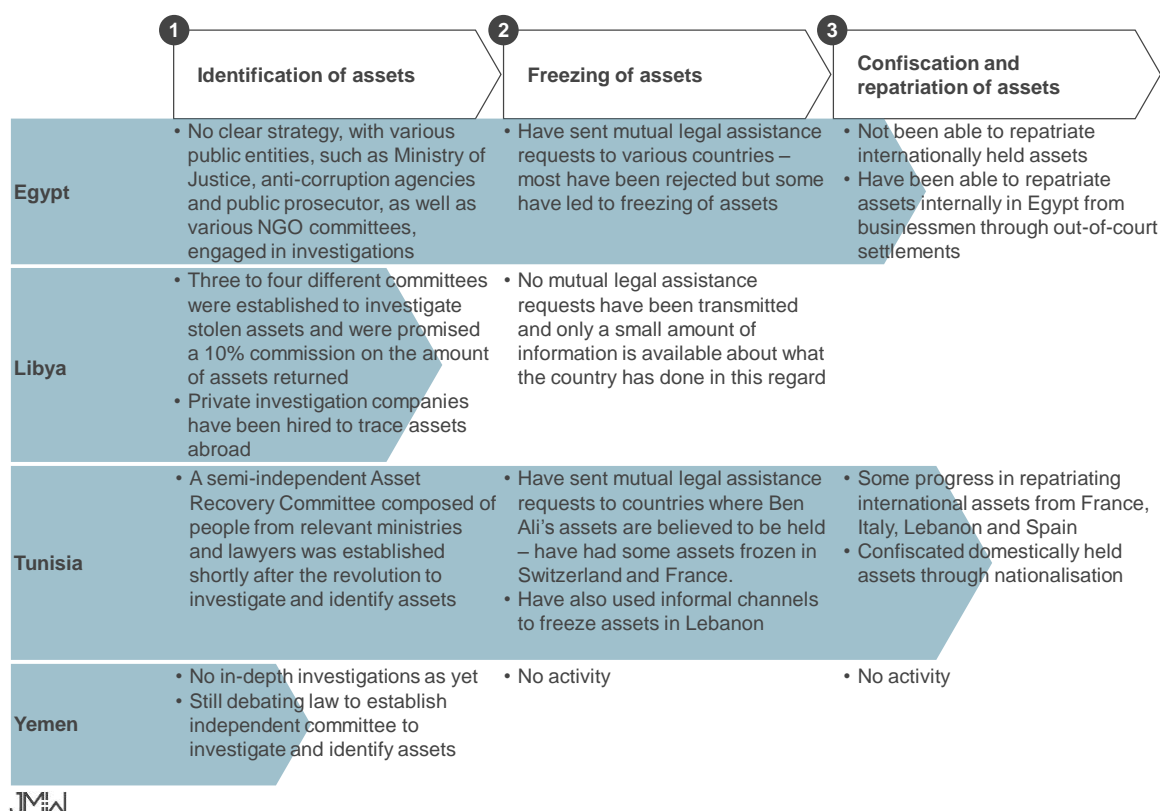 1
2
3
Identification of assets
Freezing of assets
Confiscation and
repatriation of assets
Egypt
• No clear strategy, with various
public entities, such as Ministry of
Justice, anti-corruption agencies
and public prosecutor, as well as
various NGO committees,
engaged in investigations
• Have sent mutual legal assistance
requests to various countries –
most have been rejected but some
have led to freezing of assets
• Not been able to repatriate
internationally held assets
• Have been able to repatriate
assets internally in Egypt from
businessmen through out-of-court
settlements
Libya
• Three to four different committees
were established to investigate
stolen assets and were promised
a 10% commission on the amount
of assets returned
• Private investigation companies
have been hired to trace assets
abroad
• No mutual legal assistance
requests have been transmitted
and only a small amount of
information is available about what
the country has done in this regard
Tunisia
• A semi-independent Asset
Recovery Committee composed of
people from relevant ministries
and lawyers was established
shortly after the revolution to
investigate and identify assets
• Have sent mutual legal assistance
requests to countries where Ben
Ali's assets are believed to be held
– have had some assets frozen in
Switzerland and France.
• Have also used informal channels
to freeze assets in Lebanon
• Some progress in repatriating
international assets from France,
Italy, Lebanon and Spain
• Confiscated domestically held
assets through nationalisation
Yemen
• No in-depth investigations as yet
• Still debating law to establish
independent committee to
investigate and identify assets
• No activity
• No activity